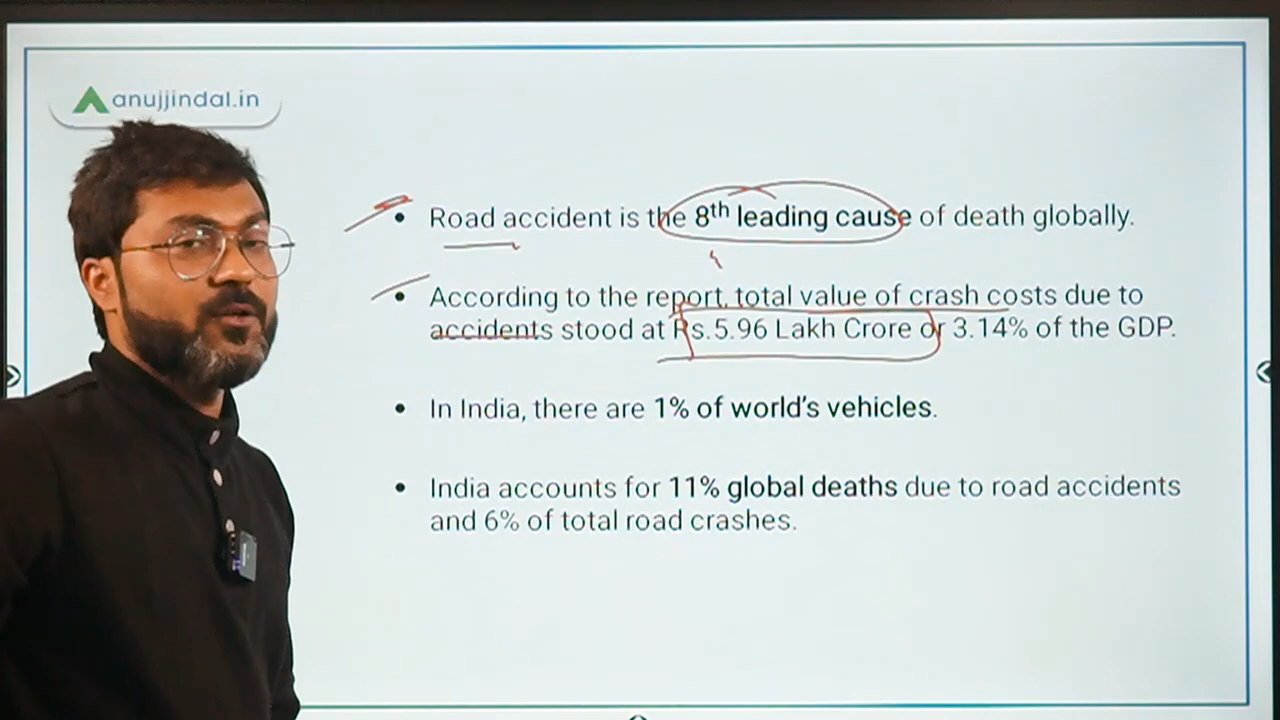 anujjindal.in
• Road accident is the 8th leading cause of death globally.
• According to the report, total value of crash costs due to
accidents stood at Rs.5.96 Lakh Crore or 3.14% of the GDP.
• In India, there are 1% of world's vehicles.
• India accounts for 11% global deaths due to road accidents
and 6% of total road crashes.